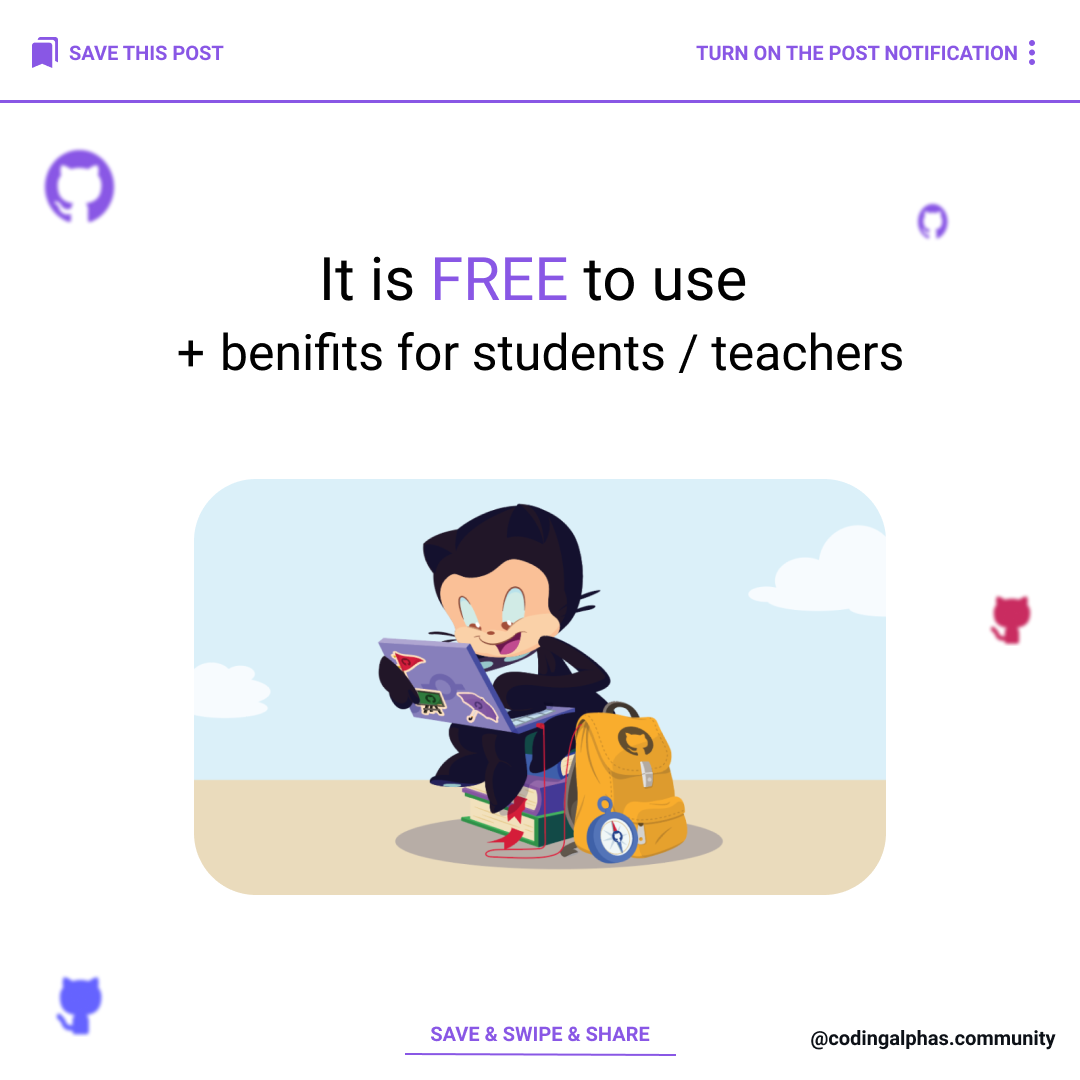 SAVE THIS POST
TURN ON THE POST NOTIFICATION
It is FREE to use
+ benifits for students / teachers
SAVE & SWIPE & SHARE
@codingalphas.community